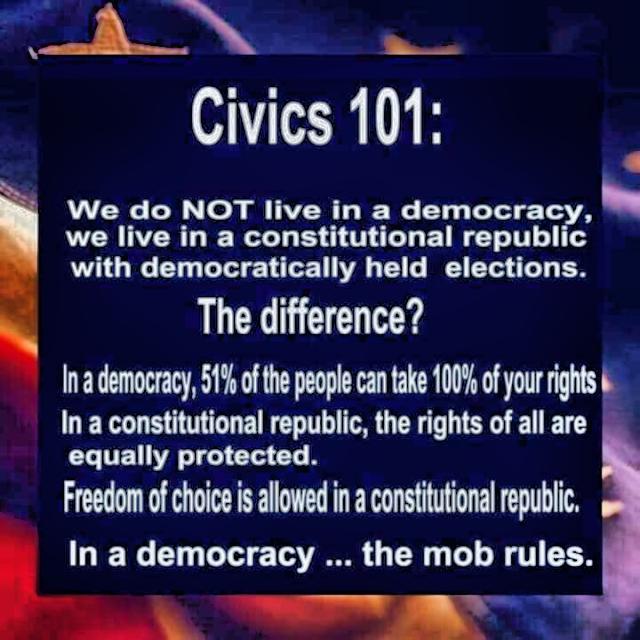 Civics 101:
We do NOT live in a democracy,
we live in a constitutional republic
with democratically held elections.
The difference?
In a democracy, 51% of the people can take 100% of your rights
In a constitutional republic, the rights of all are
equally protected.
Freedom of choice is allowed in a constitutional republic.
In a democracy ... the mob rules.